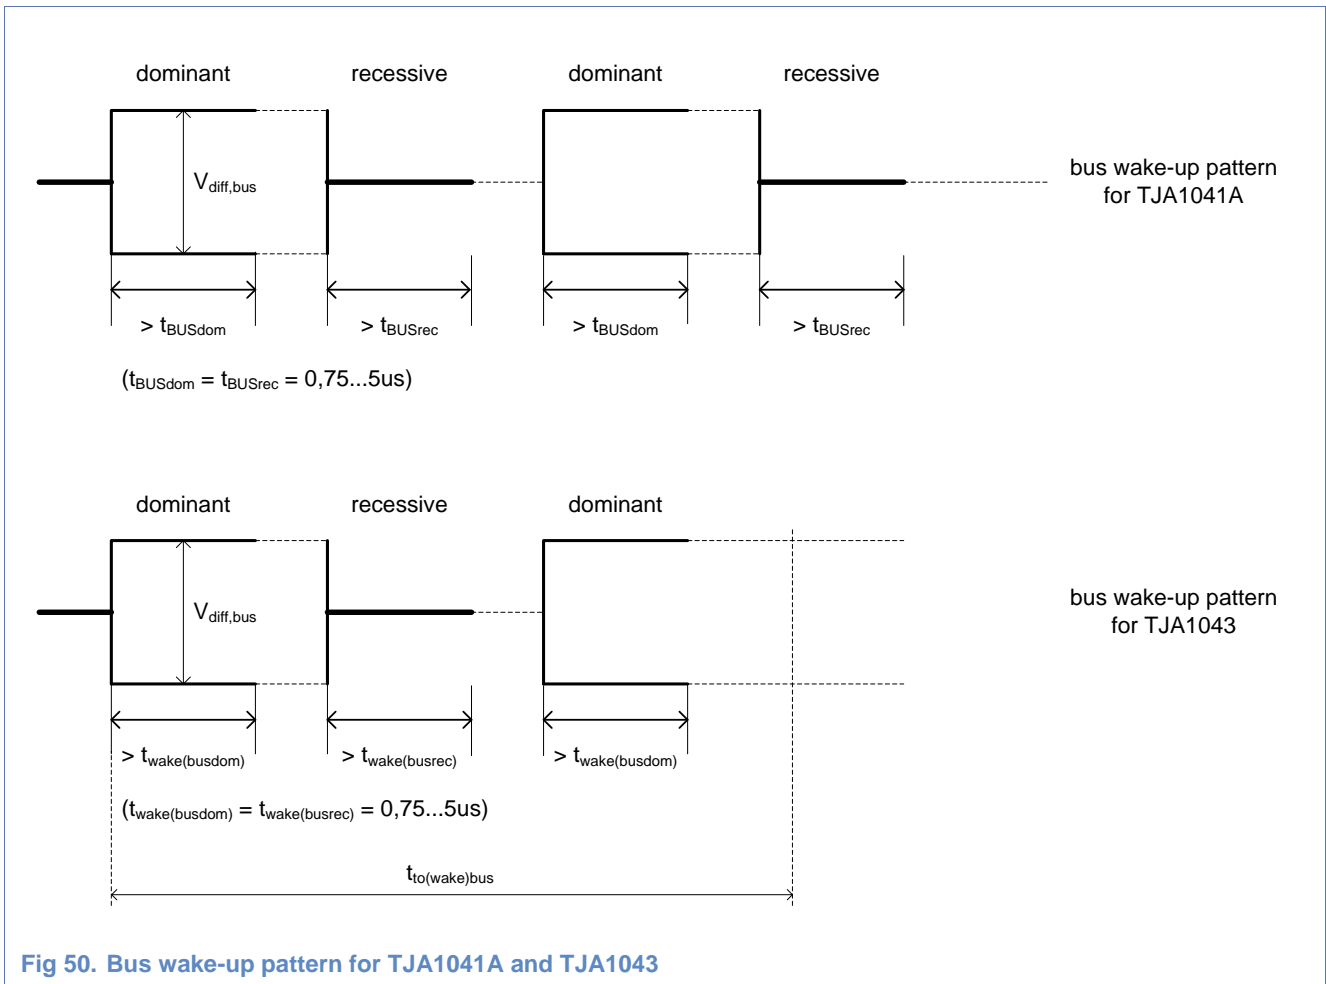 dominant recessive dominant recessive
bus wake-up pattern
for TJA1041A
Vdiff,bus
> tBUSdom > tBUSrec > tBUSdom > tBUSrec
(tBUSdom = tBUSrec = 0,75...5us)
dominant recessive dominant
bus wake-up pattern
for TJA1043
Vdiff,bus
> twake(busdom) > twake(busrec) > twake(busdom)
(twake(busdom) = twake(busrec) = 0,75...5us)
tto(wake)bus
Fig 50. Bus wake-up pattern for TJA1041A and TJA1043